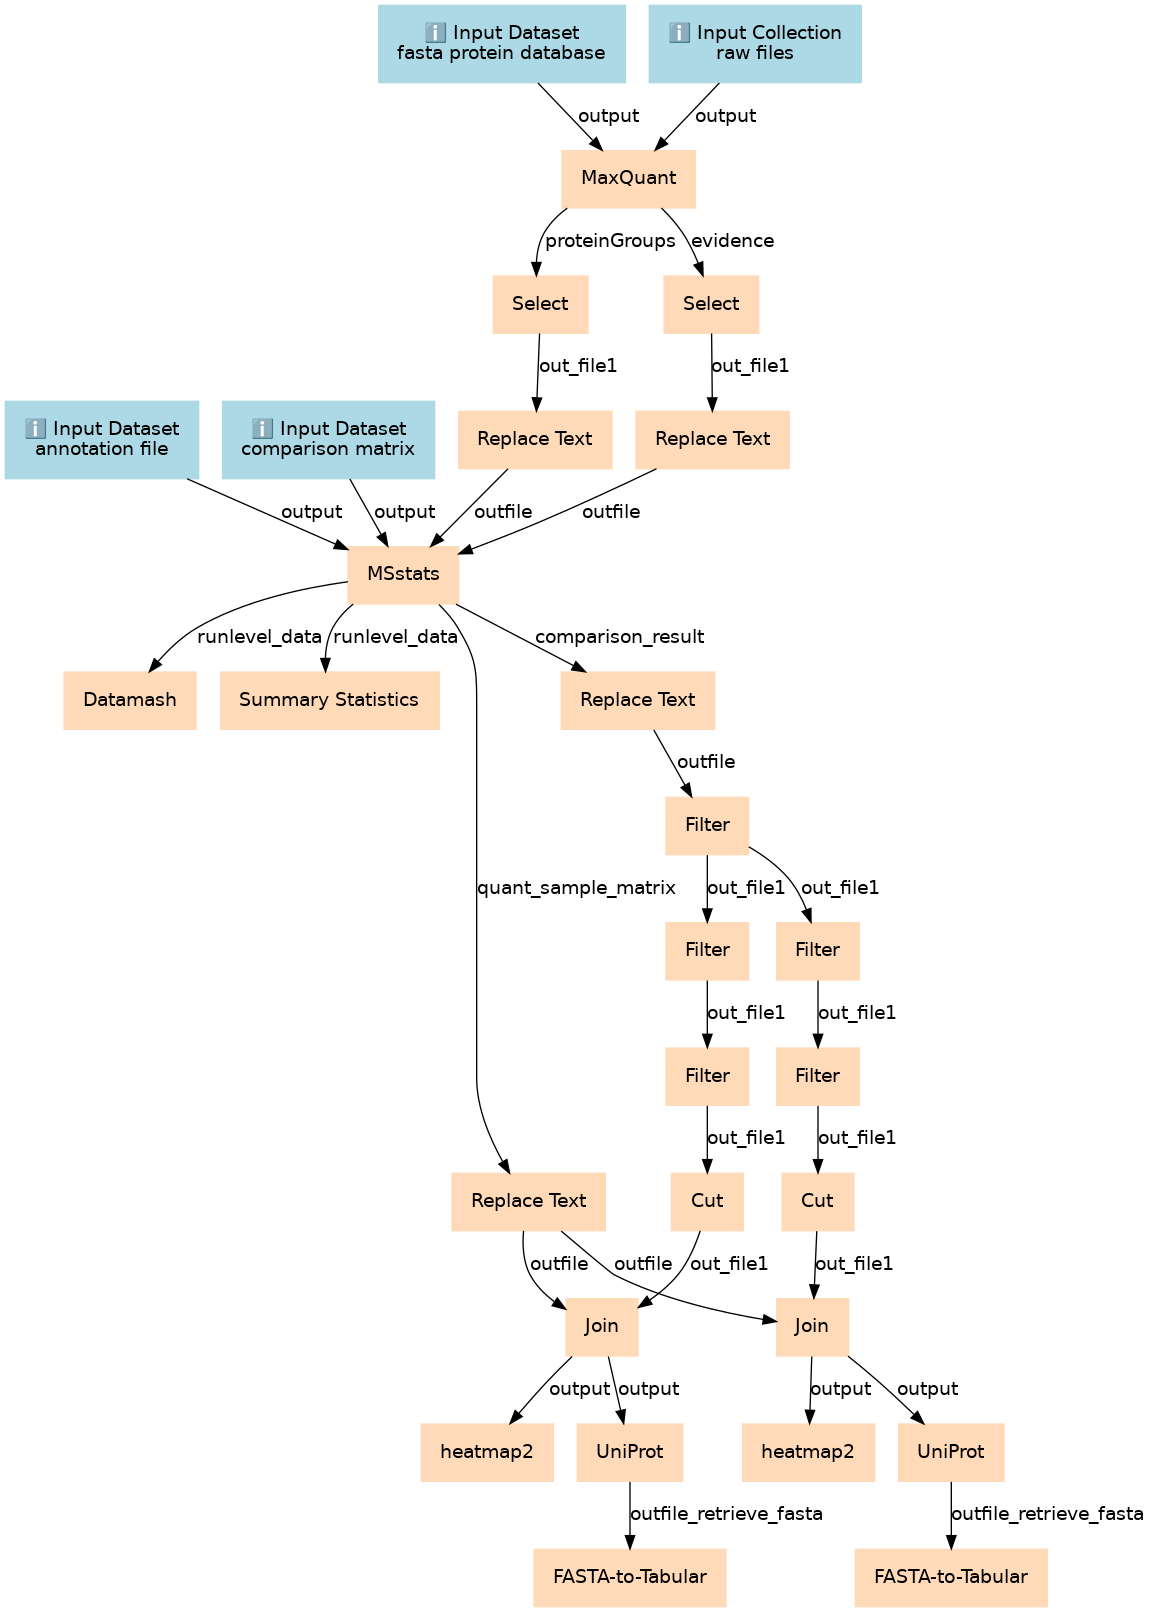 ℹ️ Input Dataset
fasta protein database
ℹ️ Input Collection
raw files
output
output
MaxQuant
proteinGroups
evidence
Select
Select
out_file1
out_file1
ℹ️ Input Dataset
annotation file
ℹ️ Input Dataset
comparison matrix
Replace Text
Replace Text
output
output
outfile
outfile
MSstats
runlevel_data
runlevel_data
comparison_result
Datamash
Summary Statistics
Replace Text
outfile
Filter
quant_sample_matrix
out_file1
out_file1
Filter
Filter
out_file1
out_file1
Filter
Filter
out_file1
out_file1
Replace Text
Cut
Cut
outfile
outfile
out_file1
out_file1
Join
Join
output
output
output
output
heatmap2
UniProt
heatmap2
UniProt
outfile_retrieve_fasta
outfile_retrieve_fasta
FASTA-to-Tabular
FASTA-to-Tabular